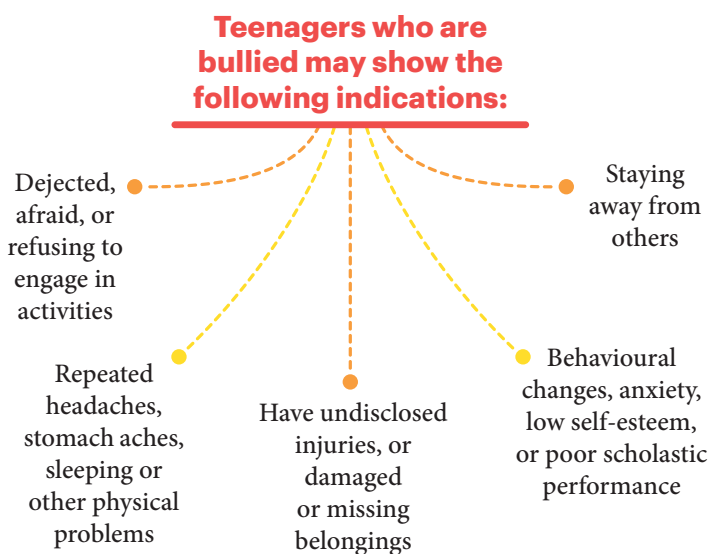 Teenagers who are
bullied may show the
following indications:
Dejected,
afraid, or
refusing to
engage in
activities
Repeated
headaches,
stomach aches,
sleeping or
other physical
problems
Have undisclosed
injuries, or
damaged
or missing
belongings
Behavioural
changes, anxiety,
low self-esteem,
or poor scholastic
performance
Staying
away from
others